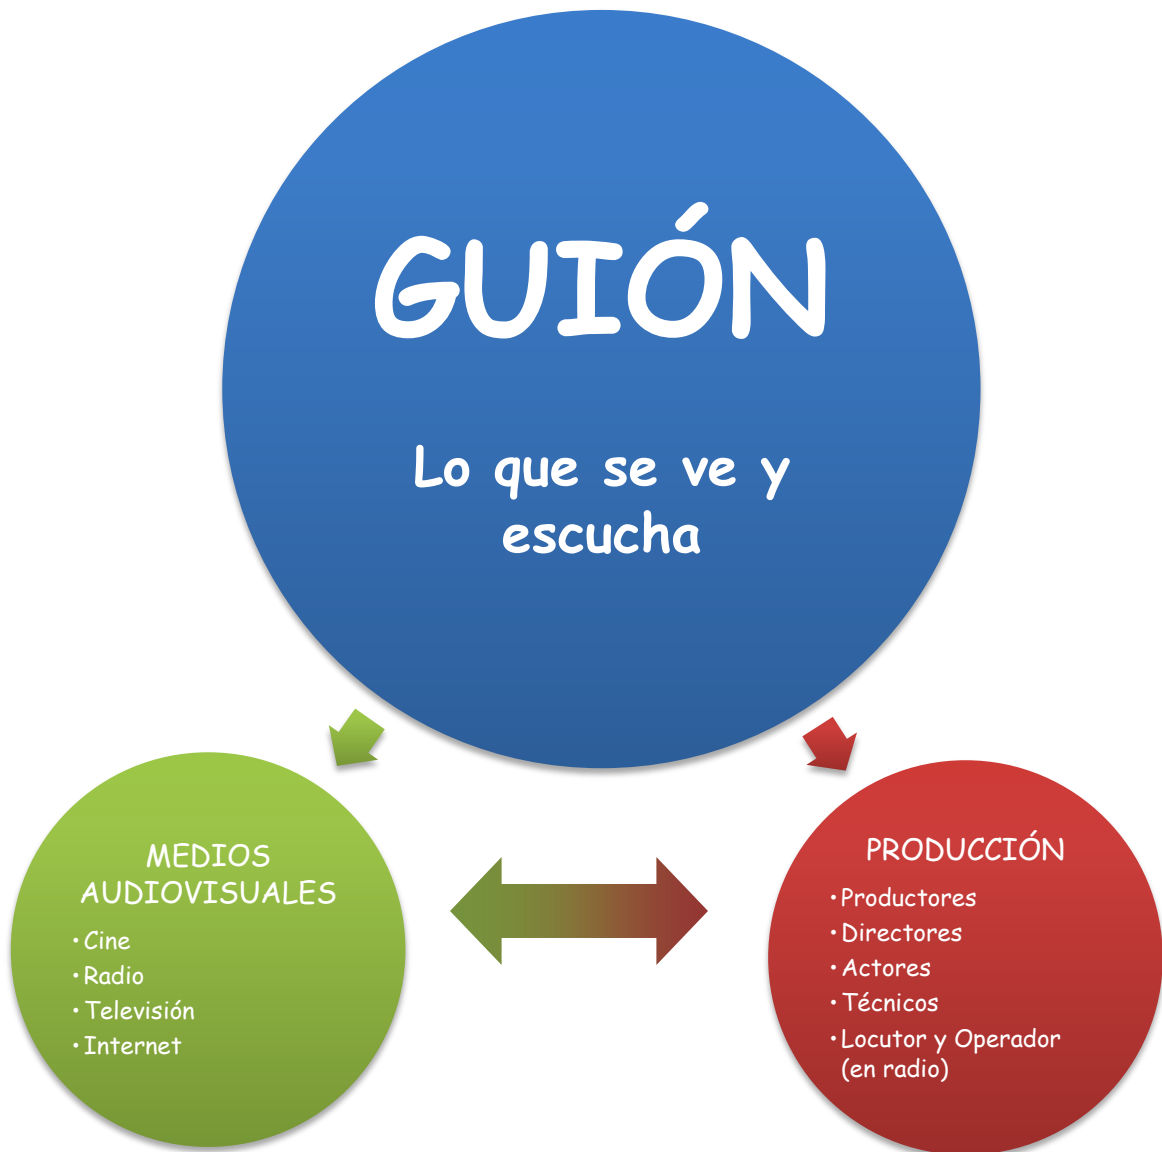 GUIÓN
Lo que se ve y
escucha
MEDIOS
AUDIOVISUALES
• Cine
• Radio
• Televisión
• Internet
PRODUCCIÓN
• Productores
• Directores
• Actores
• Técnicos
• Locutor y Operador
(en radio)